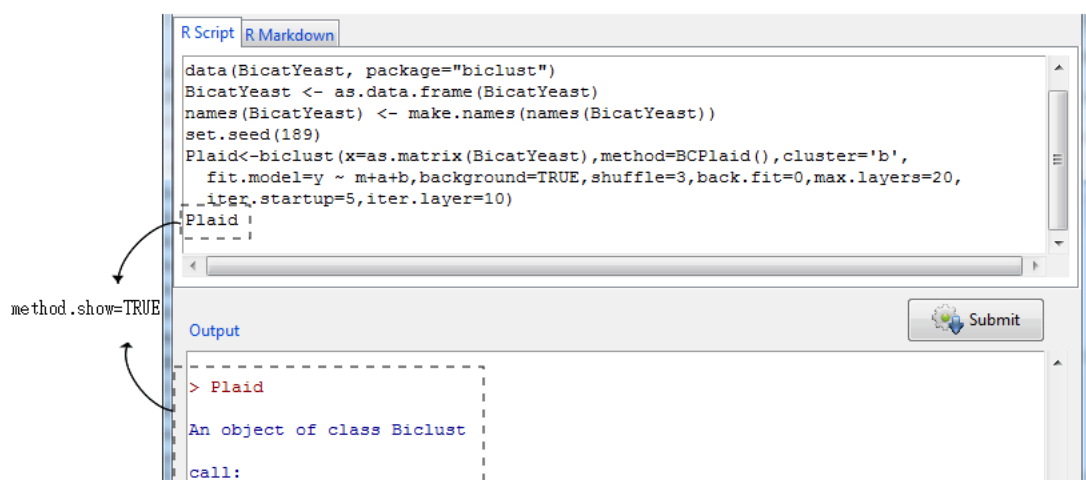 R Script R Markdown
data(BicatYeast, package="biclust")
BicatYeast <- as.data.frame(BicatYeast)
names(BicatYeast) <- make.names(names(BicatYeast))
set.seed(189)
Plaid<-biclust(x=as.matrix(BicatYeast),method=BCPlaid(),cluster='b',
  fit.model=y ~ m+a+b,background=TRUE,shuffle=3,back.fit=0,max.layers=20,
  iter.startup=5,iter.layer=10)
Plaid
method.show=TRUE
Submit
Output
> Plaid
An object of class Biclust
call: